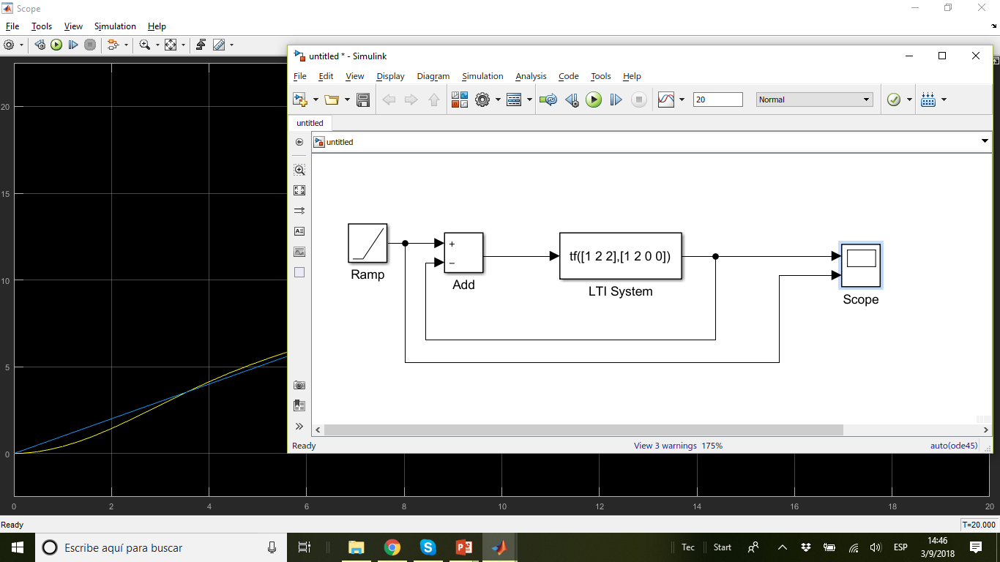 Scope
File Tools View Simulation Help
untitled * - Simulink
File Edit View Display Diagram Simulation Analysis Code Tools Help
20 Normal
untitled
untitled
Ramp
+
−
Add
tf([1 2 2],[1 2 0 0])
LTI System
Scope
Ready View 3 warnings 175% auto(ode45)
20
15
10
5
0
0 2 4 6 8 10 12 14 16 18 20
Ready T=20.000
Escribe aquí para buscar Tec Start ESP 14:46
3/9/2018